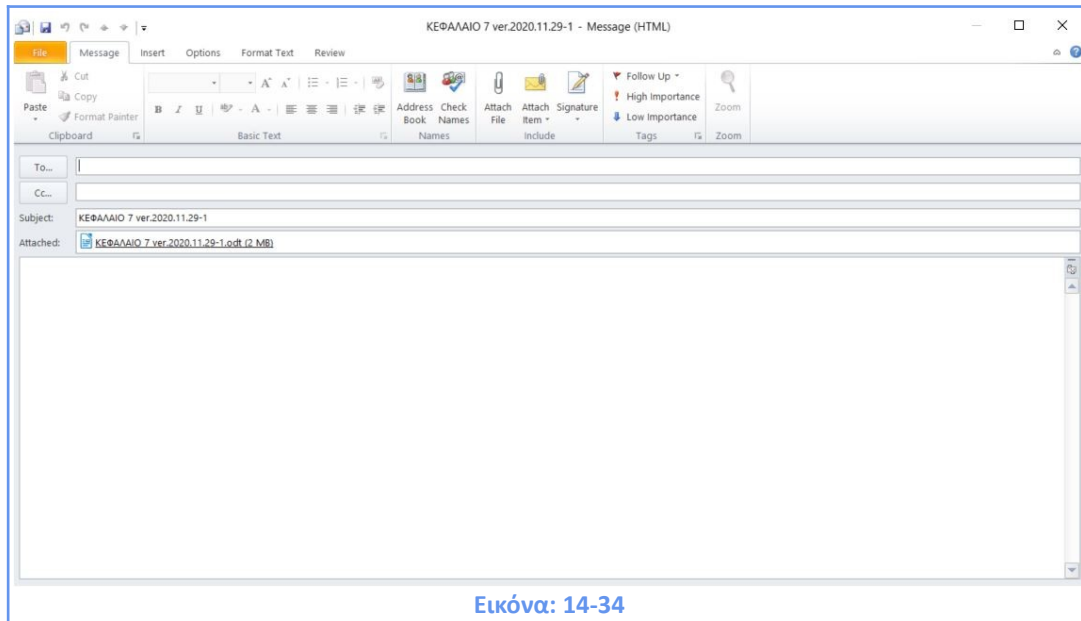 ΚΕΦΑΛΑΙΟ 7 ver.2020.11.29-1 - Message (HTML)
File Message Insert Options Format Text Review
Paste
Cut
Copy
Format Painter
Clipboard
B I U
Basic Text
Address Book
Check Names
Names
Attach File
Attach Item
Signature
Include
Follow Up
High Importance
Low Importance
Tags
Zoom
Zoom
To...
Cc...
Subject: ΚΕΦΑΛΑΙΟ 7 ver.2020.11.29-1
Attached: ΚΕΦΑΛΑΙΟ 7 ver.2020.11.29-1.odt (2 MB)
Εικόνα: 14-34